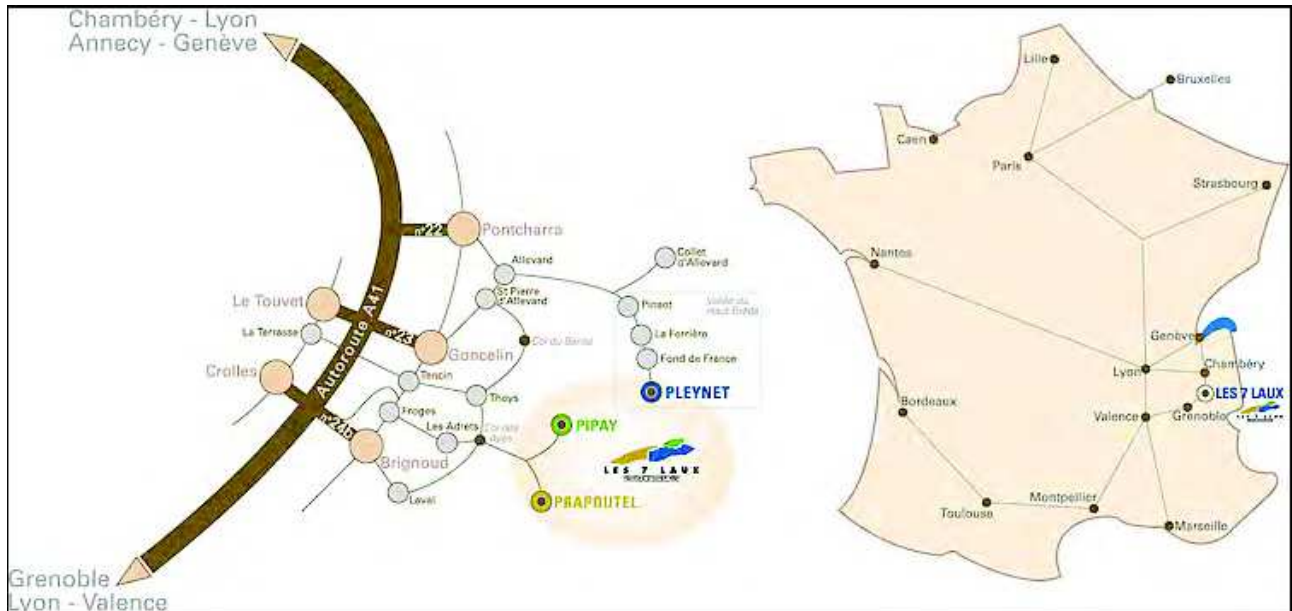 Chambéry - Lyon
Annecy - Genève
n°22
Pontcharra
Allevard
Collet
d'Allevard
St Pierre
d'Allevard
Le Touvet
Pinsot
La Terrasse
n°23
Goncelin
Autoroute A41
La Ferrière
Fond de France
Crolles
Tencin
Theys
PLEYNET
n°24b
Froges
Les Adrets
PIPAY
Brignoud
LES 7 LAUX
Laval
PRAPOUTEL
Grenoble
Lyon - Valence
Lille
Bruxelles
Caen
Paris
Strasbourg
Nantes
Genève
Lyon
Chambéry
LES 7 LAUX
Bordeaux
Valence
Grenoble
Montpellier
Toulouse
Marseille